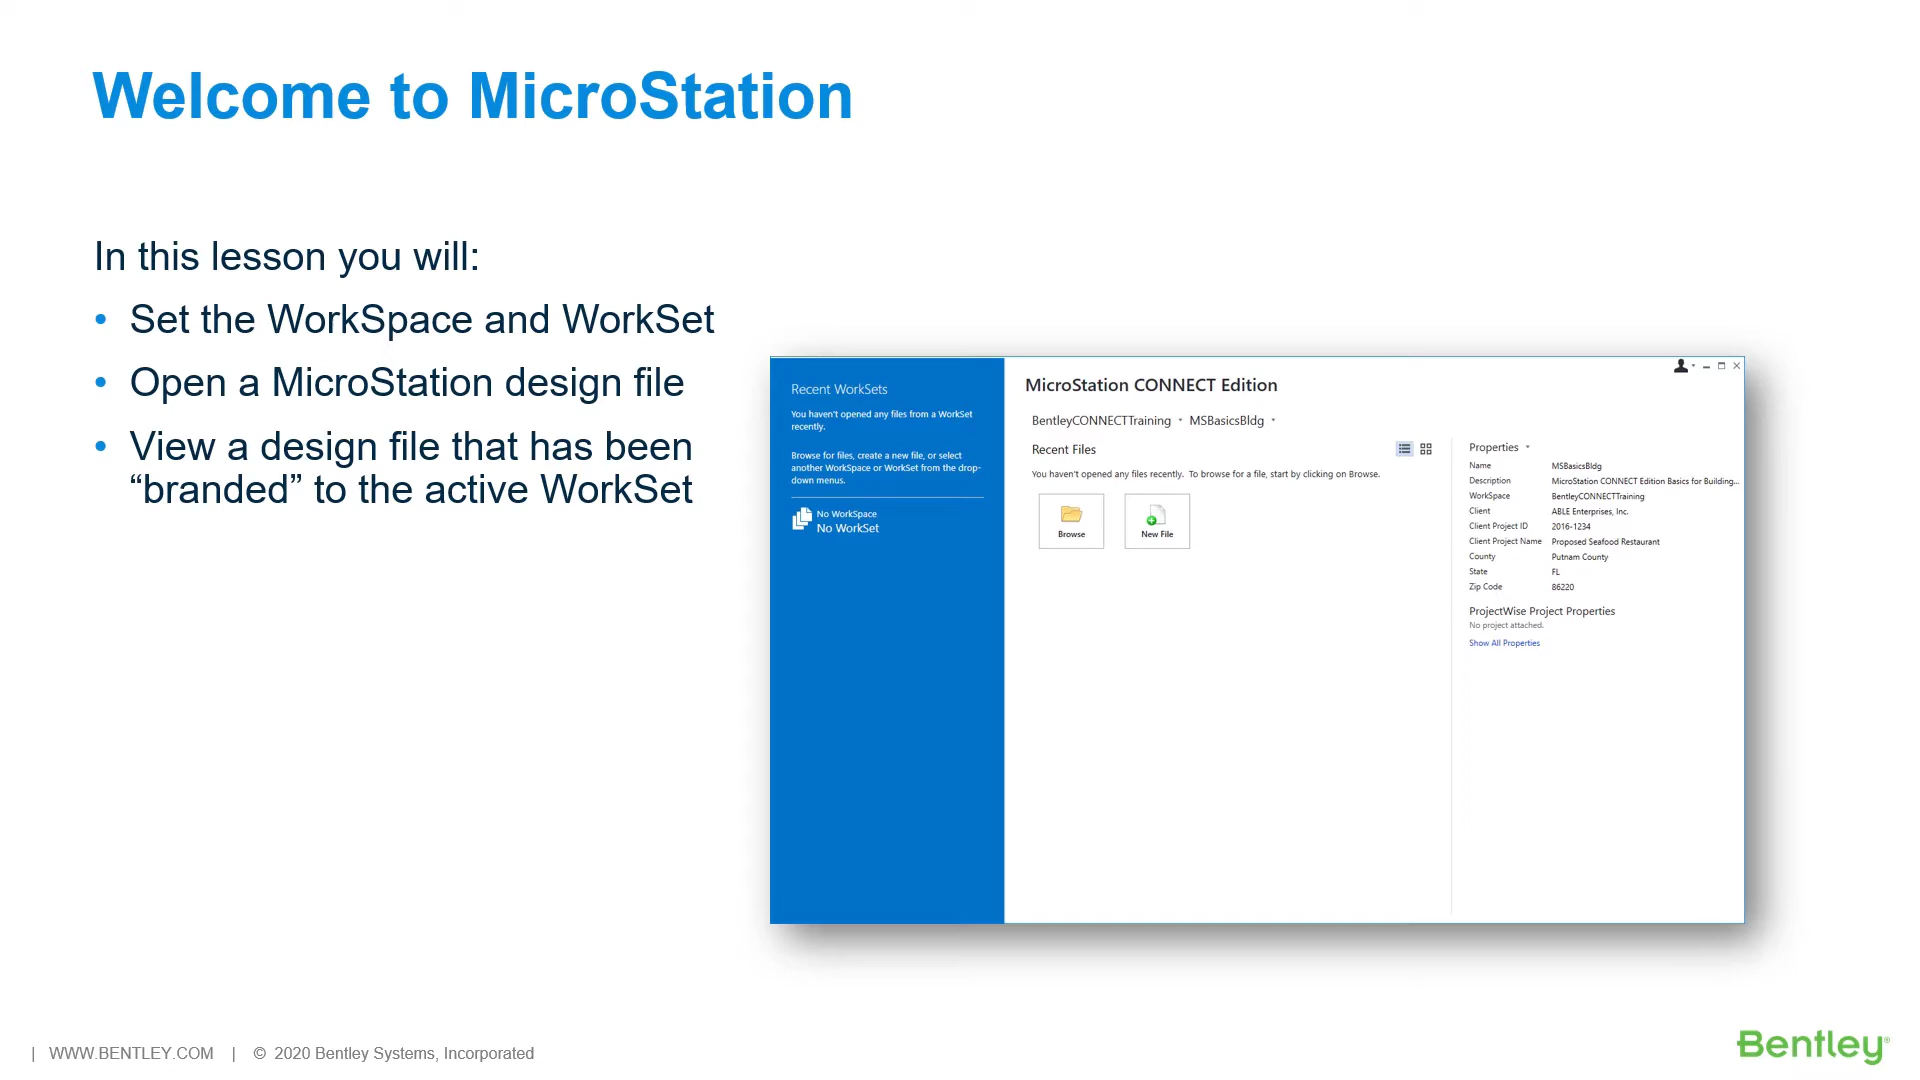 Welcome to MicroStation
In this lesson you will:
• Set the WorkSpace and WorkSet
• Open a MicroStation design file
• View a design file that has been
“branded” to the active WorkSet
Recent WorkSets
You haven't opened any files from a WorkSet
recently.
Browse for files, create a new file, or select
another WorkSpace or WorkSet from the drop-
down menus.
No WorkSpace
No WorkSet
MicroStation CONNECT Edition
BentleyCONNECTTraining MSBasicsBldg
Recent Files
You haven't opened any files recently. To browse for a file, start by clicking on Browse.
Browse
New File
Properties
Name MSBasicsBldg
Description MicroStation CONNECT Edition Basics for Building...
WorkSpace BentleyCONNECTTraining
Client ABLE Enterprises, Inc.
Client Project ID 2016-1234
Client Project Name Proposed Seafood Restaurant
County Putnam County
State FL
Zip Code 86220
ProjectWise Project Properties
No project attached.
Show All Properties
| WWW.BENTLEY.COM | © 2020 Bentley Systems, Incorporated
Bentley®